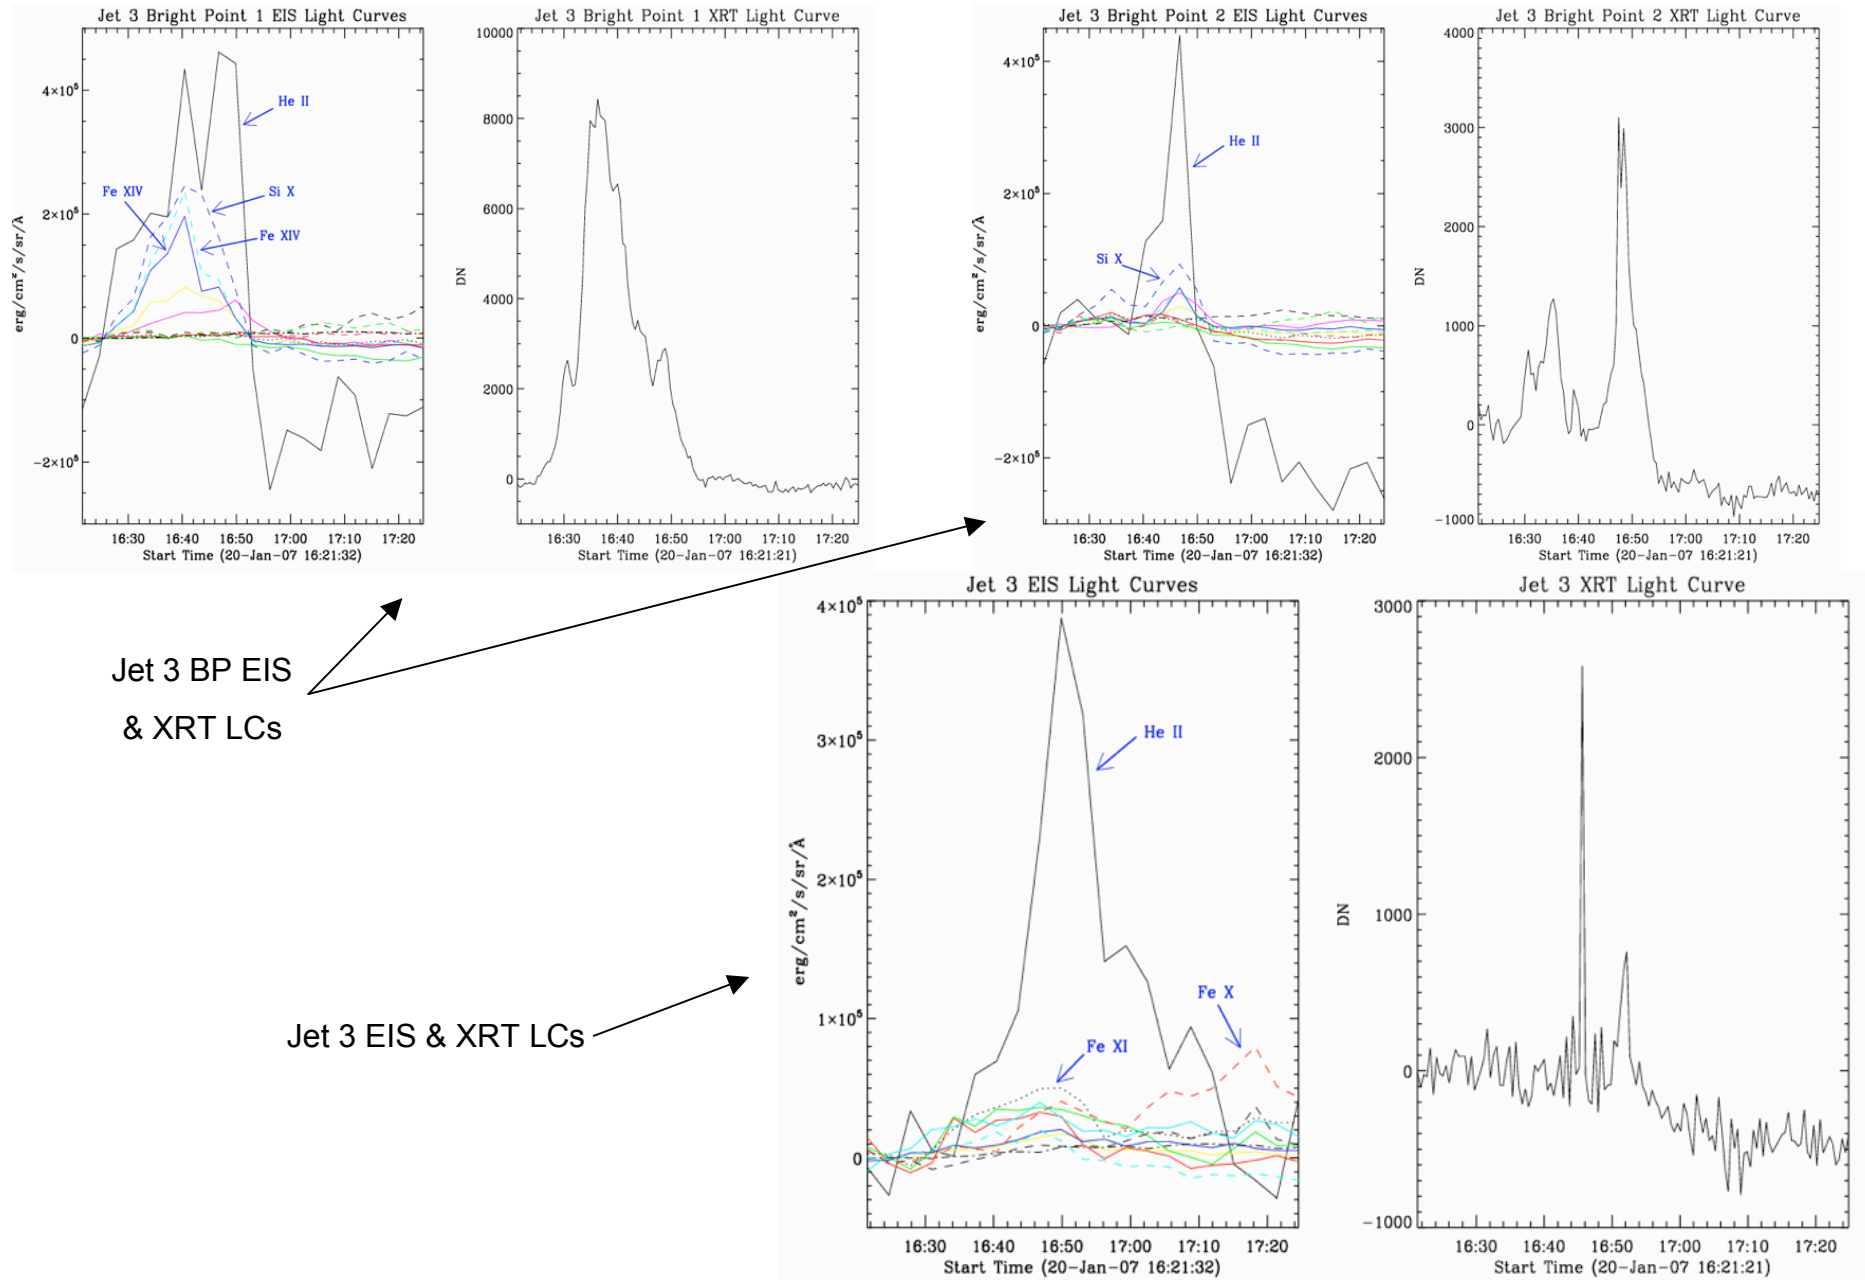 Jet 3 Bright Point 1 EIS Light Curves
erg/cm²/s/sr/Å
4×10⁵
2×10⁵
0
−2×10⁵
He II
Fe XIV
Si X
Fe XIV
16:30 16:40 16:50 17:00 17:10 17:20
Start Time (20-Jan-07 16:21:32)
Jet 3 Bright Point 1 XRT Light Curve
DN
10000
8000
6000
4000
2000
0
16:30 16:40 16:50 17:00 17:10 17:20
Start Time (20-Jan-07 16:21:21)
Jet 3 Bright Point 2 EIS Light Curves
erg/cm²/s/sr/Å
4×10⁵
2×10⁵
0
−2×10⁵
He II
Si X
16:30 16:40 16:50 17:00 17:10 17:20
Start Time (20-Jan-07 16:21:32)
Jet 3 Bright Point 2 XRT Light Curve
DN
4000
3000
2000
1000
0
−1000
16:30 16:40 16:50 17:00 17:10 17:20
Start Time (20-Jan-07 16:21:21)
Jet 3 BP EIS
& XRT LCs
Jet 3 EIS & XRT LCs
Jet 3 EIS Light Curves
erg/cm²/s/sr/Å
4×10⁵
3×10⁵
2×10⁵
1×10⁵
0
He II
Fe X
Fe XI
16:30 16:40 16:50 17:00 17:10 17:20
Start Time (20-Jan-07 16:21:32)
Jet 3 XRT Light Curve
DN
3000
2000
1000
0
−1000
16:30 16:40 16:50 17:00 17:10 17:20
Start Time (20-Jan-07 16:21:21)